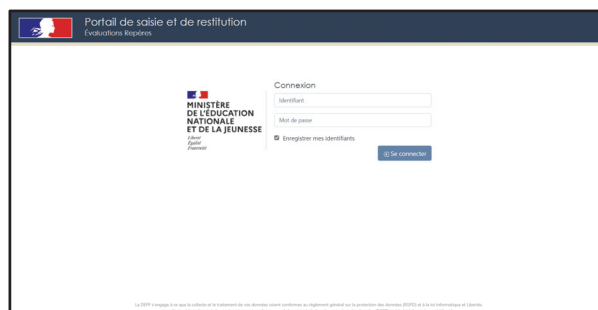 Portail de saisie et de restitution
Évaluations Repères
Connexion
MINISTÈRE
DE L'ÉDUCATION
NATIONALE
ET DE LA JEUNESSE
Liberté
Égalité
Fraternité
Identifiant
Mot de passe
Enregistrer mes identifiants
Se connecter
La DEPP s'engage à ce que la collecte et le traitement de vos données soient conformes au règlement général sur la protection des données (RGPD) et à la loi Informatique et Libertés.